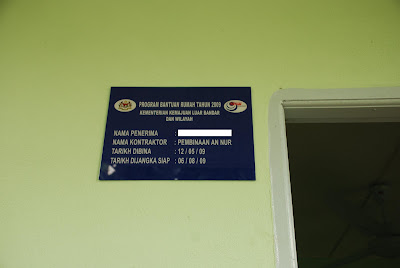 PROGRAM BANTUAN RUMAH TAHUN 2009
KEMENTERIAN KEMAJUAN LUAR BANDAR
DAN WILAYAH
NAMA PENERIMA :
NAMA KONTRAKTOR : PEMBINAAN AN NUR
TARIKH DIBINA : 12 / 05 / 09
TARIKH DIJANGKA SIAP : 06 / 08 / 09